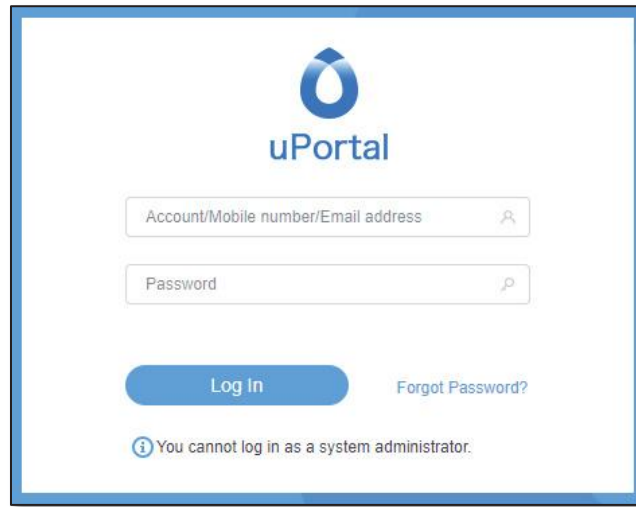 uPortal
Account/Mobile number/Email address
Password
Log In
Forgot Password?
You cannot log in as a system administrator.